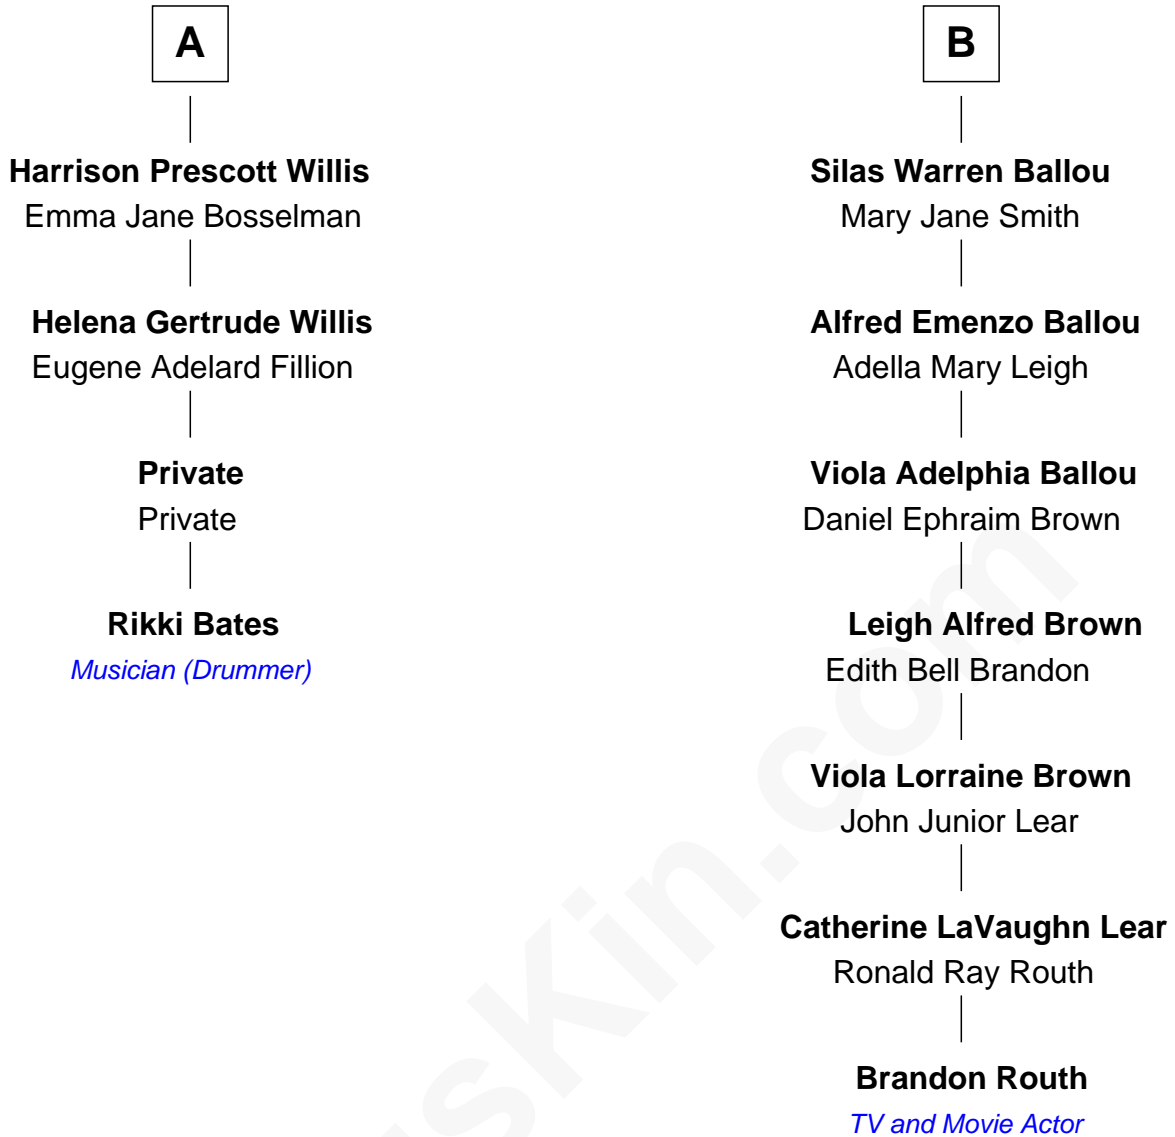 A
Harrison Prescott Willis
Emma Jane Bosselman
Helena Gertrude Willis
Eugene Adelard Fillion
Private
Private
Rikki Bates
Musician (Drummer)
B
Silas Warren Ballou
Mary Jane Smith
Alfred Emenzo Ballou
Adella Mary Leigh
Viola Adelphia Ballou
Daniel Ephraim Brown
Leigh Alfred Brown
Edith Bell Brandon
Viola Lorraine Brown
John Junior Lear
Catherine LaVaughn Lear
Ronald Ray Routh
Brandon Routh
TV and Movie Actor
sKin.com